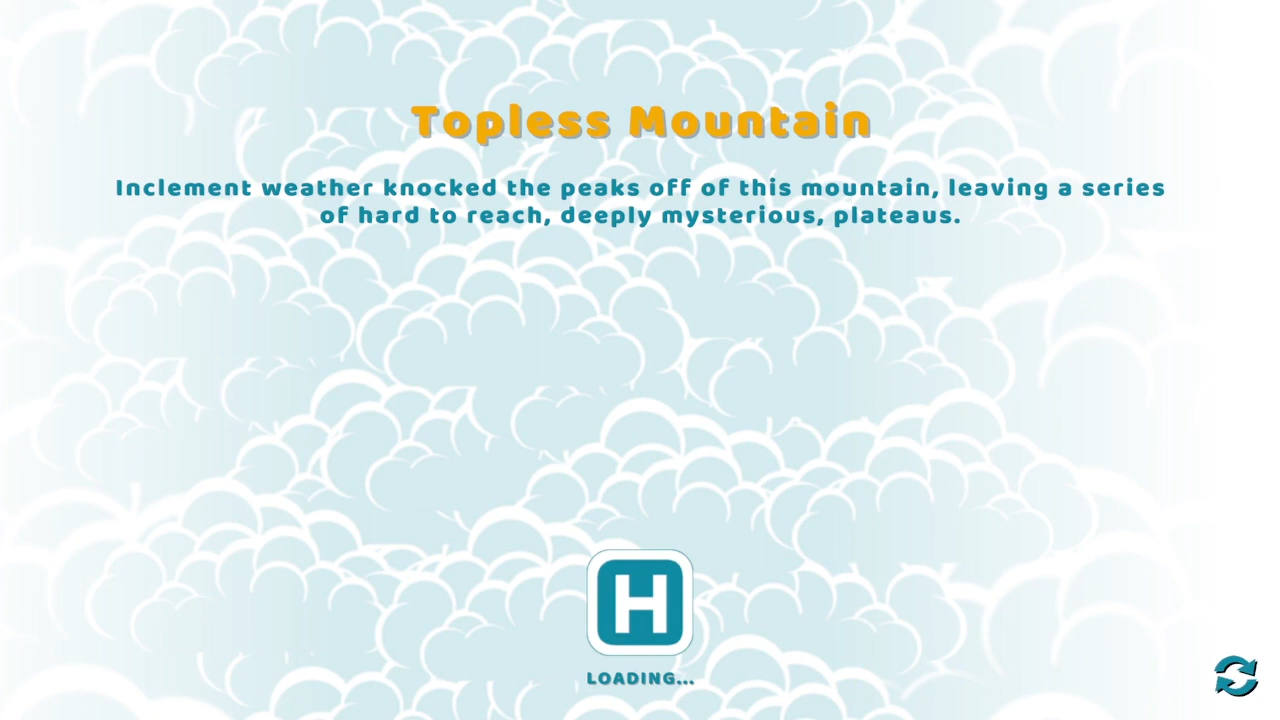 Topless Mountain
Inclement weather knocked the peaks off of this mountain, leaving a series
of hard to reach, deeply mysterious, plateaus.
H
LOADING...